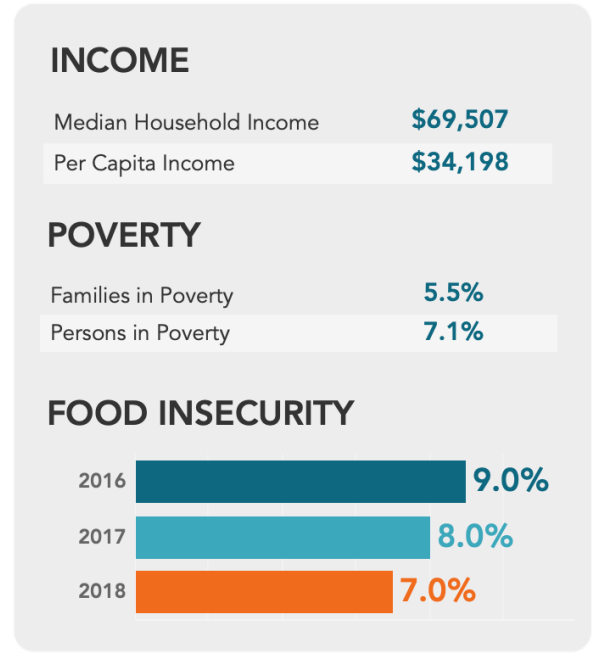 INCOME
Median Household Income $69,507
Per Capita Income $34,198
POVERTY
Families in Poverty 5.5%
Persons in Poverty 7.1%
FOOD INSECURITY
2016 9.0%
2017 8.0%
2018 7.0%